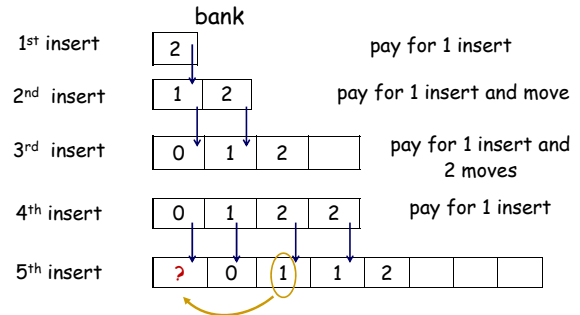 bank
1st insert 2 pay for 1 insert
2nd insert 1 2 pay for 1 insert and move
3rd insert 0 1 2 pay for 1 insert and
2 moves
4th insert 0 1 2 2 pay for 1 insert
5th insert ? 0 1 1 2